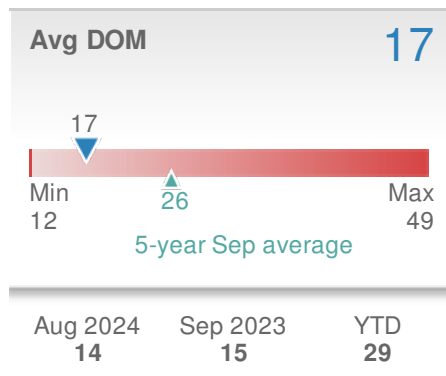 Avg DOM 17
17
Min Max
12 26 49
5-year Sep average
Aug 2024 Sep 2023 YTD
14 15 29